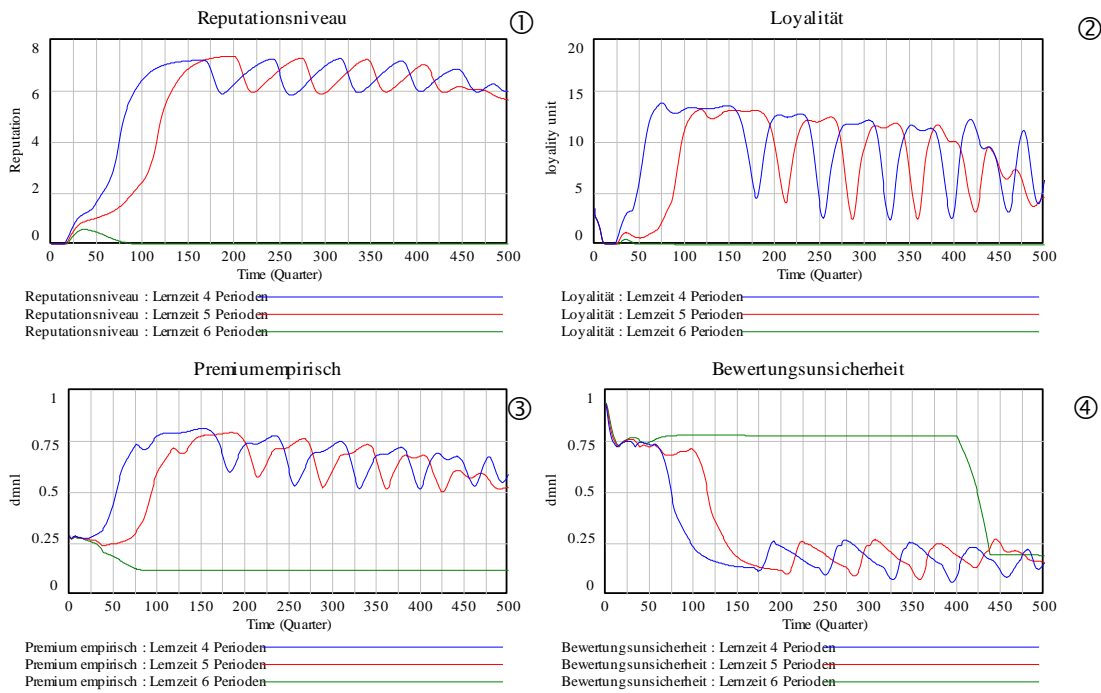 Reputationsniveau
①
8
6
4
2
0
Reputation
0 50 100 150 200 250 300 350 400 450 500
Time (Quarter)
Reputationsniveau : Lernzeit 4 Perioden
Reputationsniveau : Lernzeit 5 Perioden
Reputationsniveau : Lernzeit 6 Perioden
Loyalität
②
20
15
10
5
0
loyality unit
0 50 100 150 200 250 300 350 400 450 500
Time (Quarter)
Loyalität : Lernzeit 4 Perioden
Loyalität : Lernzeit 5 Perioden
Loyalität : Lernzeit 6 Perioden
Premiumempirisch
③
1
0.75
0.5
0.25
0
dmnl
0 50 100 150 200 250 300 350 400 450 500
Time (Quarter)
Premium empirisch : Lernzeit 4 Perioden
Premium empirisch : Lernzeit 5 Perioden
Premium empirisch : Lernzeit 6 Perioden
Bewertungsunsicherheit
④
1
0.75
0.5
0.25
0
dmnl
0 50 100 150 200 250 300 350 400 450 500
Time (Quarter)
Bewertungsunsicherheit : Lernzeit 4 Perioden
Bewertungsunsicherheit : Lernzeit 5 Perioden
Bewertungsunsicherheit : Lernzeit 6 Perioden